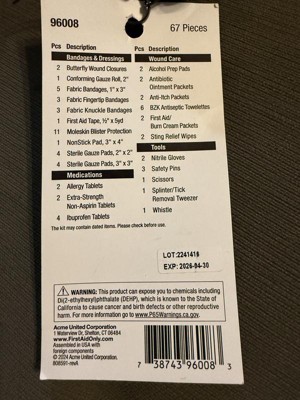 96008
67 Pieces
Pcs Description
Bandages & Dressings
2 Butterfly Wound Closures
1 Conforming Gauze Roll, 2"
5 Fabric Bandages, 1" x 3"
3 Fabric Fingertip Bandages
3 Fabric Knuckle Bandages
1 First Aid Tape, ½" x 5yd
11 Moleskin Blister Protection
1 NonStick Pad, 3" x 4"
4 Sterile Gauze Pads, 2" x 2"
4 Sterile Gauze Pads, 3" x 3"
Medications
2 Allergy Tablets
2 Extra-Strength
Non-Aspirin Tablets
4 Ibuprofen Tablets
The kit may contain dated items. Please check before use.
Pcs Description
Wound Care
2 Alcohol Prep Pads
2 Antibiotic
Ointment Packets
2 Anti-Itch Packets
6 BZK Antiseptic Towelettes
2 First Aid/
Burn Cream Packets
2 Sting Relief Wipes
Tools
2 Nitrile Gloves
3 Safety Pins
1 Scissors
1 Splinter/Tick
Removal Tweezer
1 Whistle
LOT:2241416
EXP: 2026-04-30
WARNING: This product can expose you to chemicals including
Di(2-ethylhexyl)phthalate (DEHP), which is known to the State of
California to cause cancer and birth defects or other reproductive
harm. For more information go to www.P65Warnings.ca.gov.
Acme United Corporation
1 Waterview Dr, Shelton, CT 06484
www.FirstAidOnly.com
Assembled in USA with
foreign components
© 2024 Acme United Corporation.
808591-revA
7 38743 96008 3